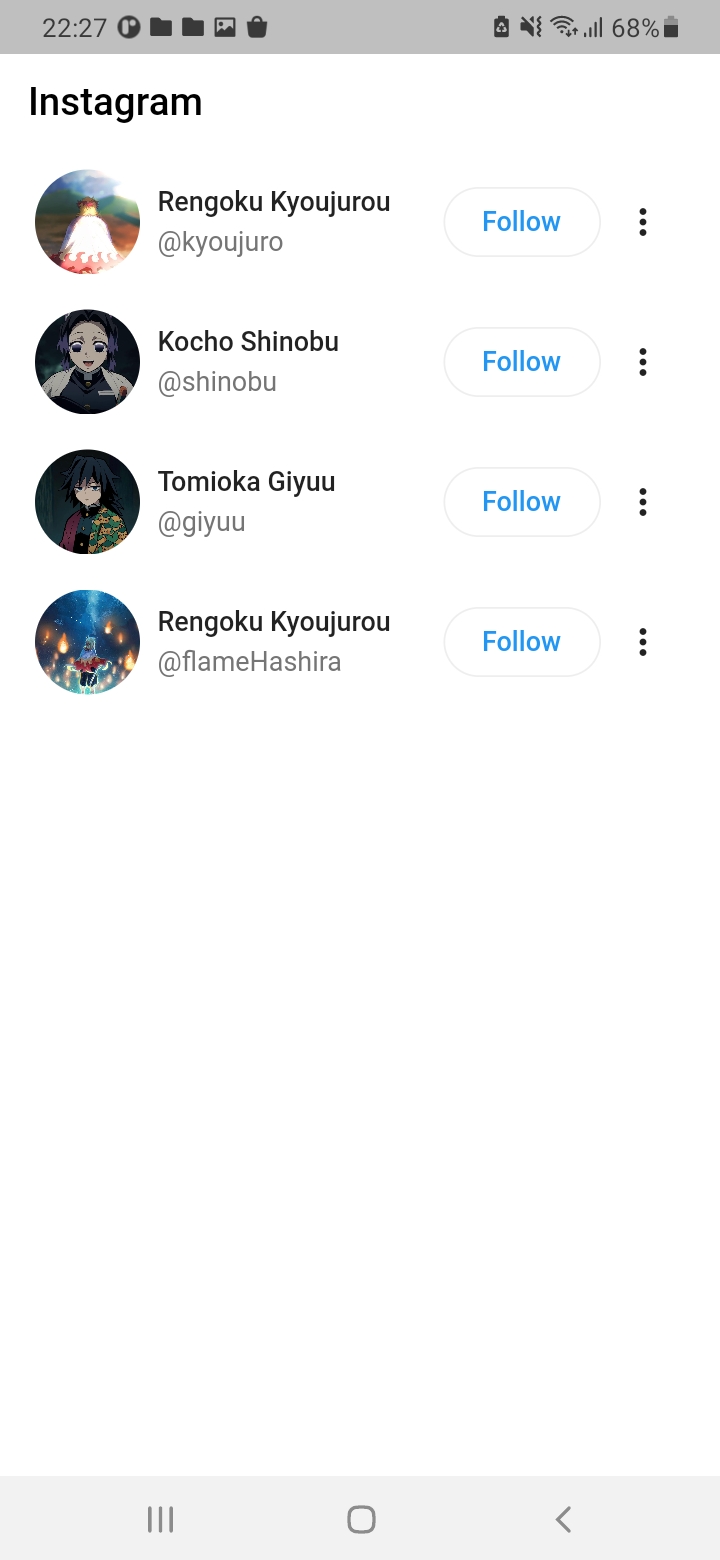 22:27 68%
Instagram
Rengoku Kyoujurou
@kyoujuro
Follow
Kocho Shinobu
@shinobu
Follow
Tomioka Giyuu
@giyuu
Follow
Rengoku Kyoujurou
@flameHashira
Follow